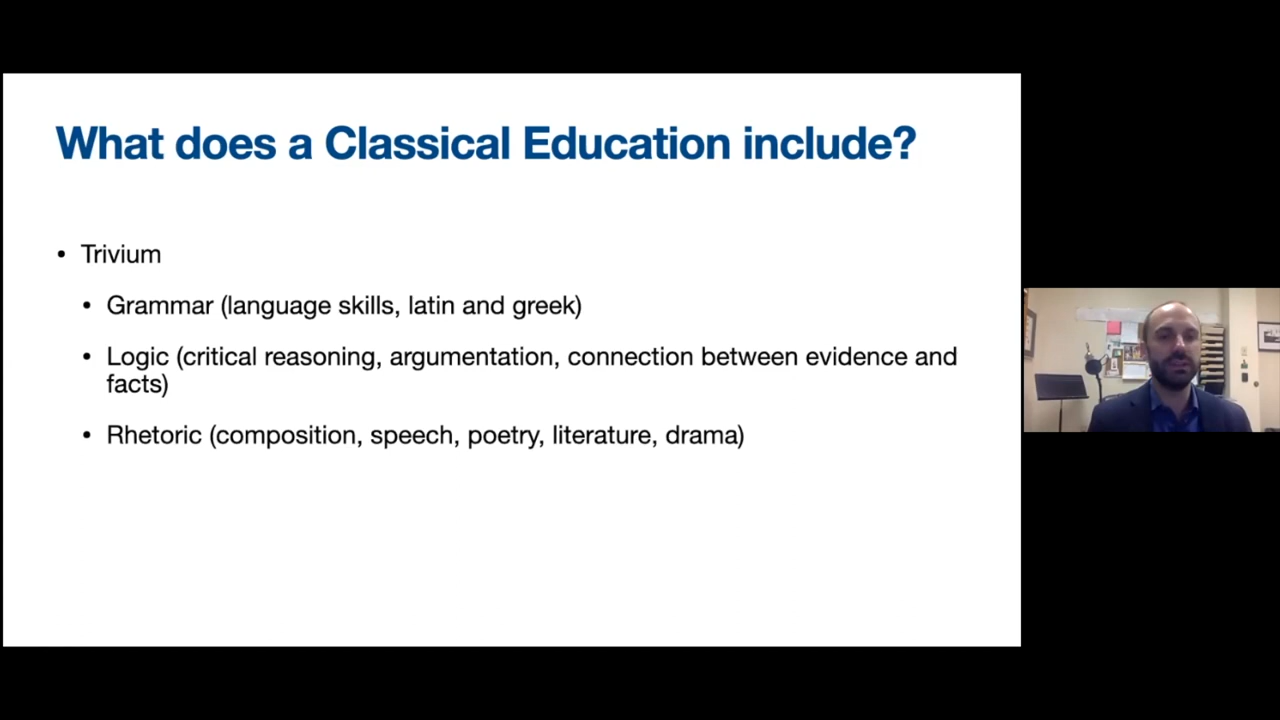 What does a Classical Education include?
• Trivium
• Grammar (language skills, latin and greek)
• Logic (critical reasoning, argumentation, connection between evidence and
facts)
• Rhetoric (composition, speech, poetry, literature, drama)